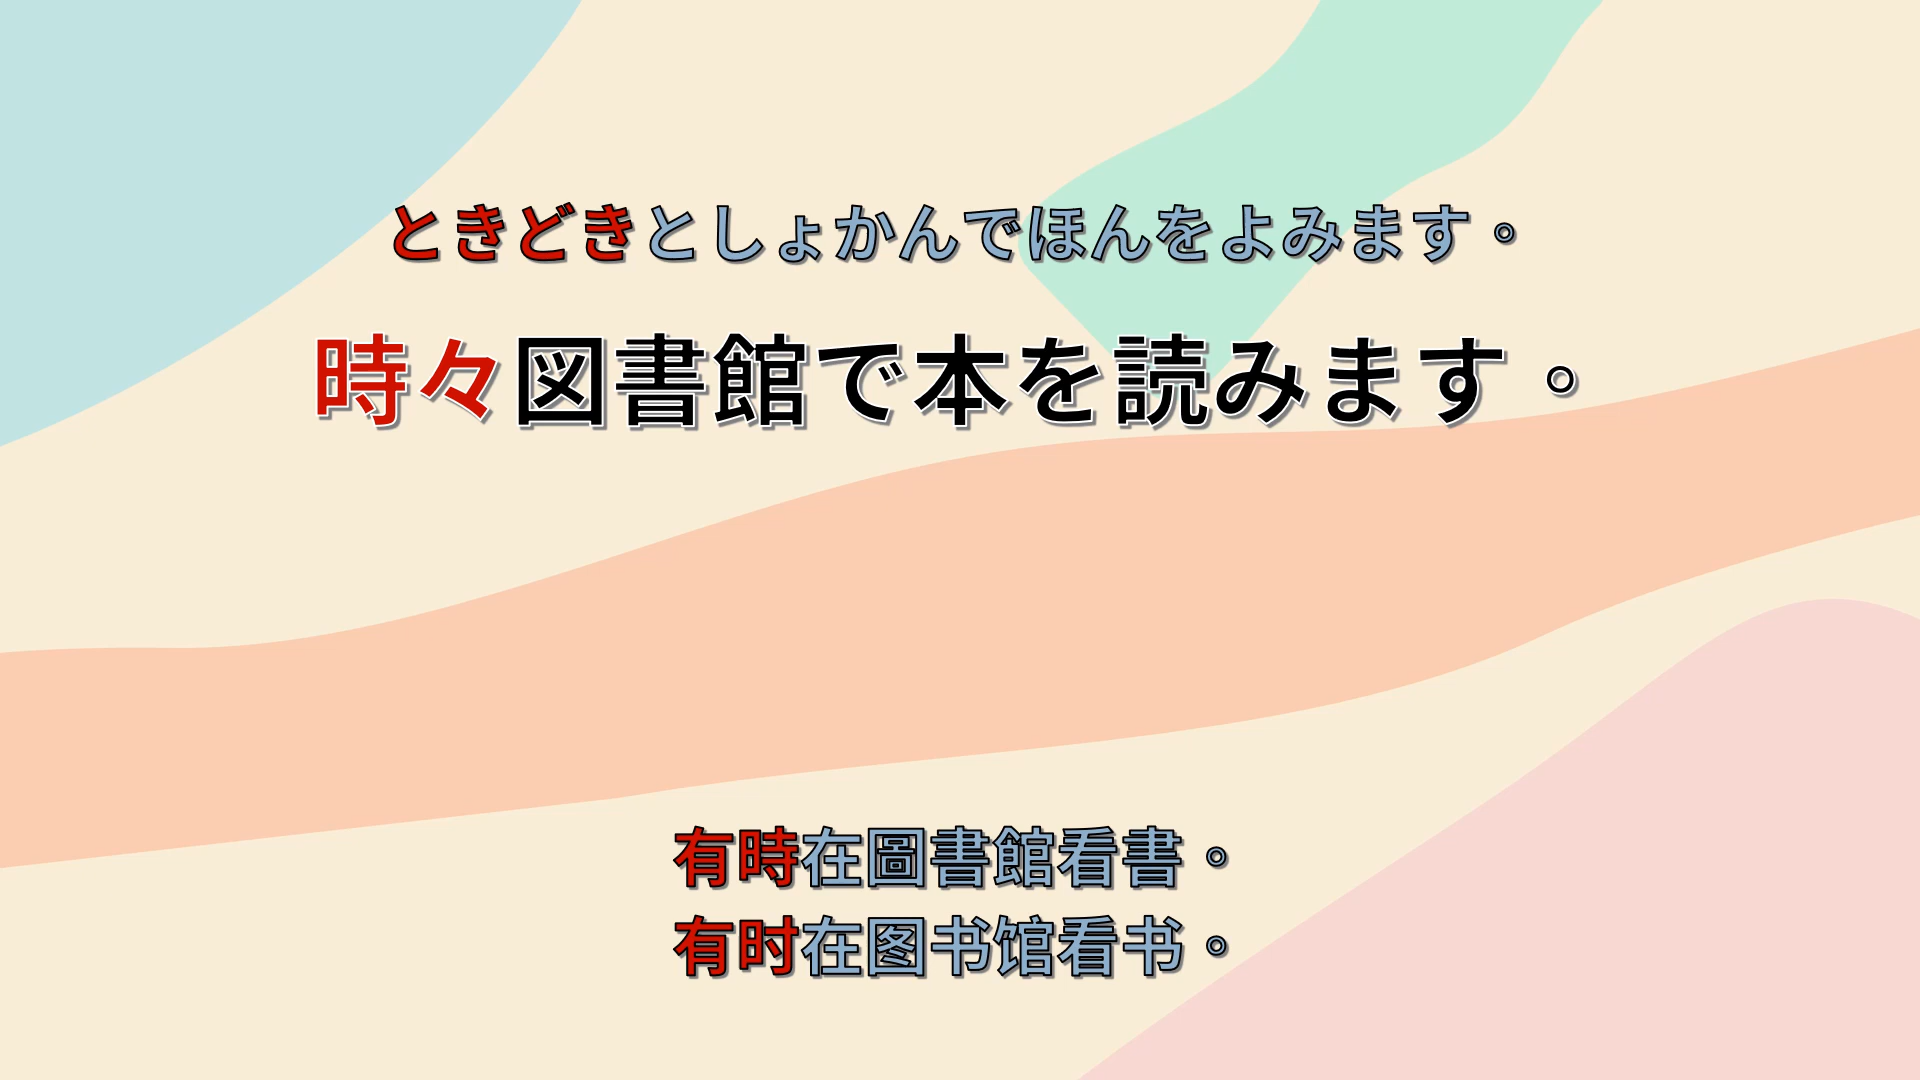 ときどきとしょかんでほんをよみます。
時々図書館で本を読みます。
有時在圖書館看書。
有时在图书馆看书。